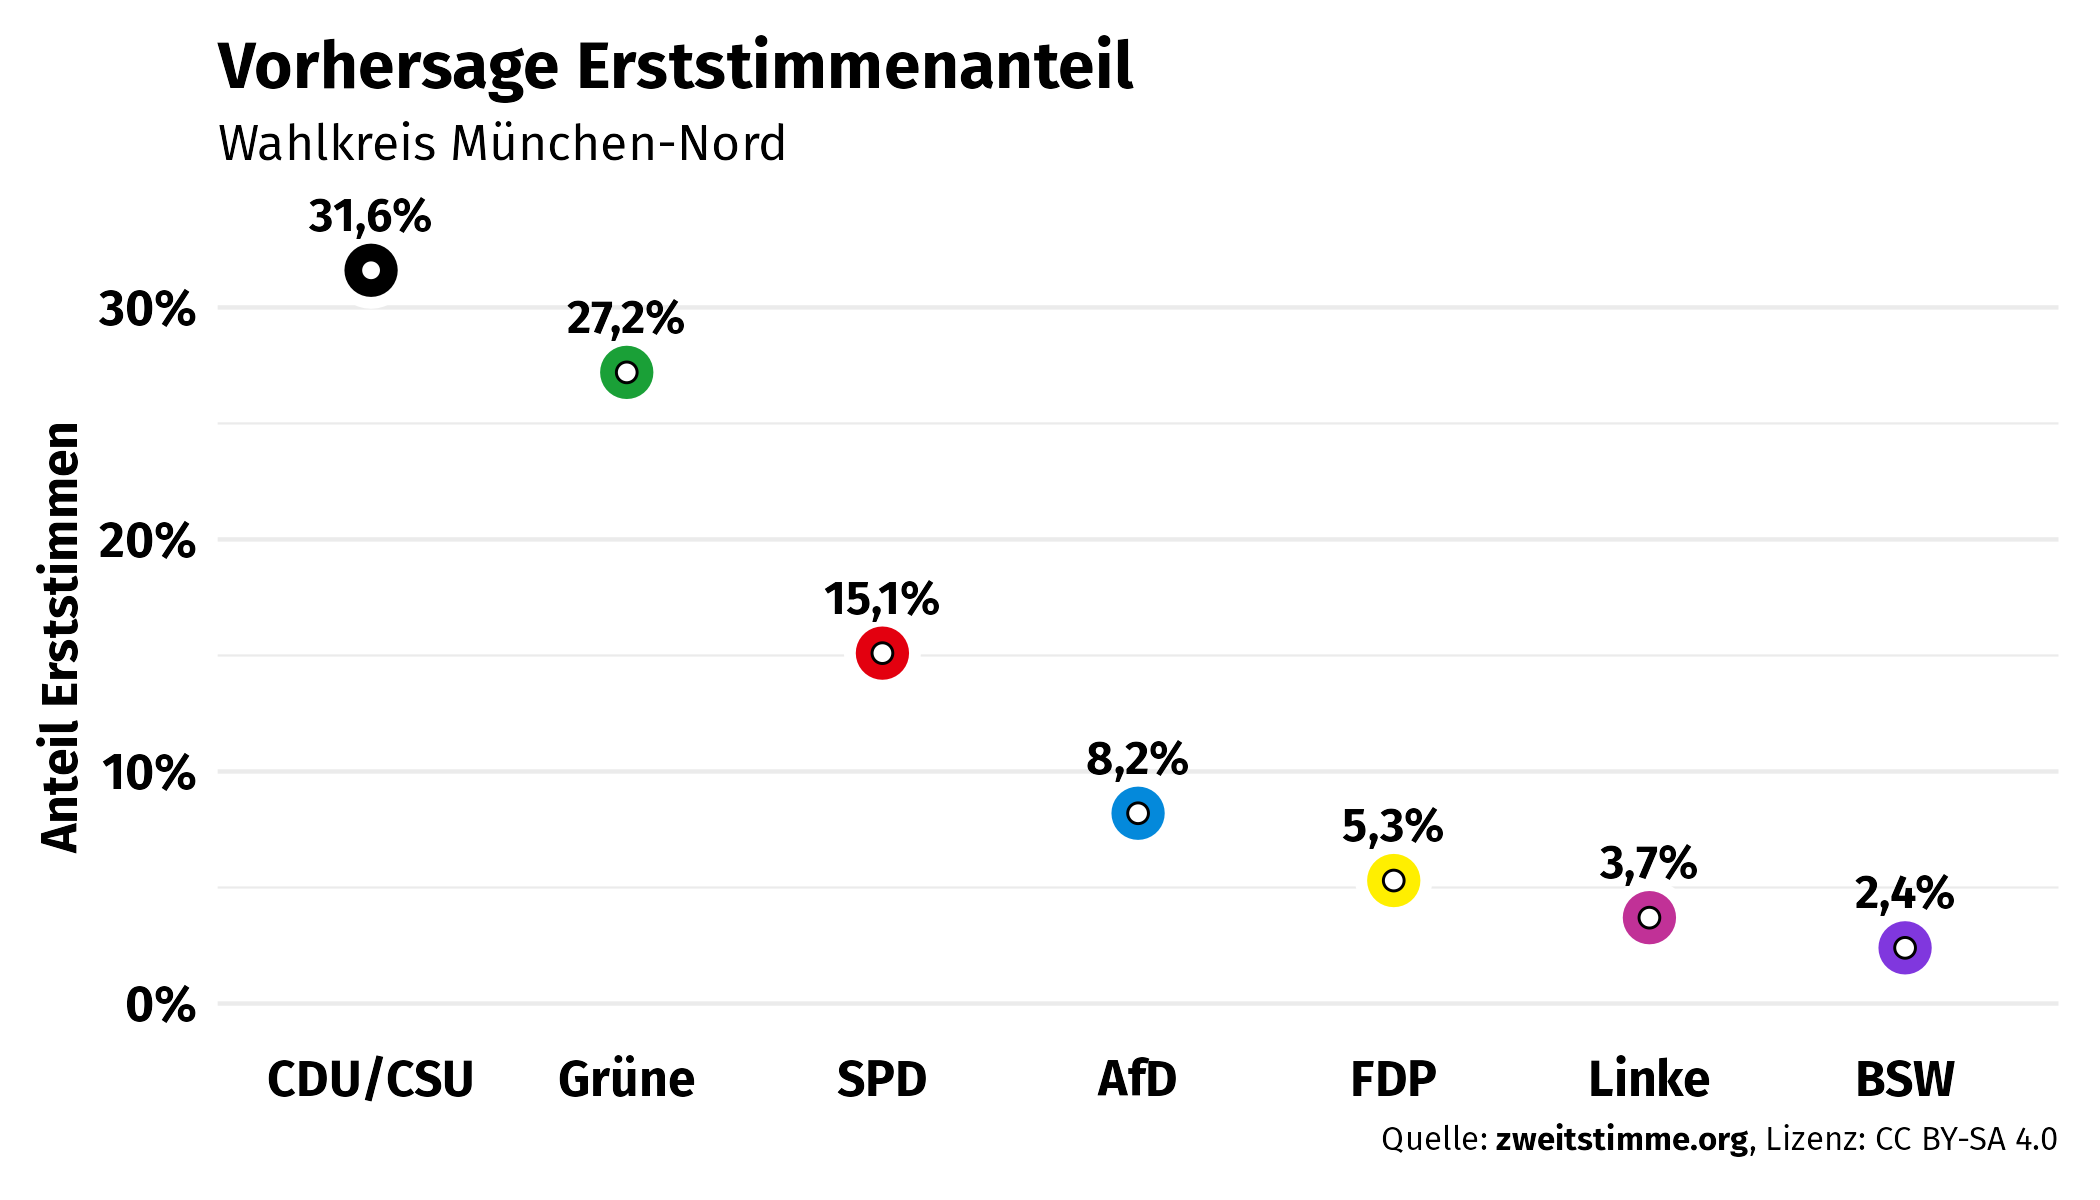 Vorhersage Erststimmenanteil
Wahlkreis München-Nord
31,6%
30%
27,2%
20%
15,1%
10%
8,2%
5,3%
3,7%
2,4%
0%
Anteil Erststimmen
CDU/CSU Grüne SPD AfD FDP Linke BSW
Quelle: zweitstimme.org, Lizenz: CC BY-SA 4.0